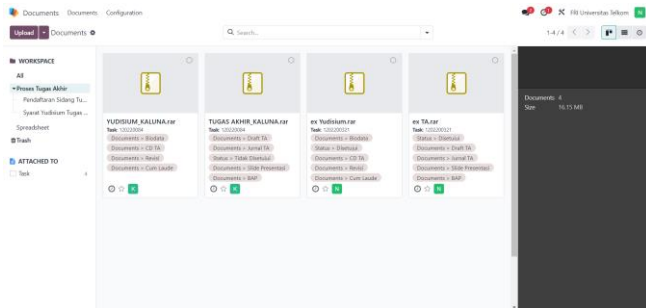 Documents Documents Configuration
FRI Universitas Telkom N
Upload Documents
Search...
1-4 / 4
WORKSPACE
All
Proses Tugas Akhir
Pendaftaran Sidang Tu...
Syarat Yudisium Tugas ...
Spreadsheet
Trash
ATTACHED TO
Task
YUDISIUM_KALUNA.rar
Task: 120220084
Documents > Biodata
Documents > CD TA
Documents > Revisi
Documents > Cum Laude
K
TUGAS AKHIR_KALUNA.rar
Task: 120220084
Documents > Draft TA
Documents > Jurnal TA
Status > Tidak Disetujui
Documents > Slide Presentasi
Documents > BAP
K
ex Yudisium.rar
Task: 1202200321
Documents > Biodata
Status > Disetujui
Documents > CD TA
Documents > Revisi
Documents > Cum Laude
N
ex TA.rar
Task: 1202200321
Status > Disetujui
Documents > Draft TA
Documents > Jurnal TA
Documents > Slide Presentasi
Documents > BAP
N
Documents 4
Size 16.15 MB